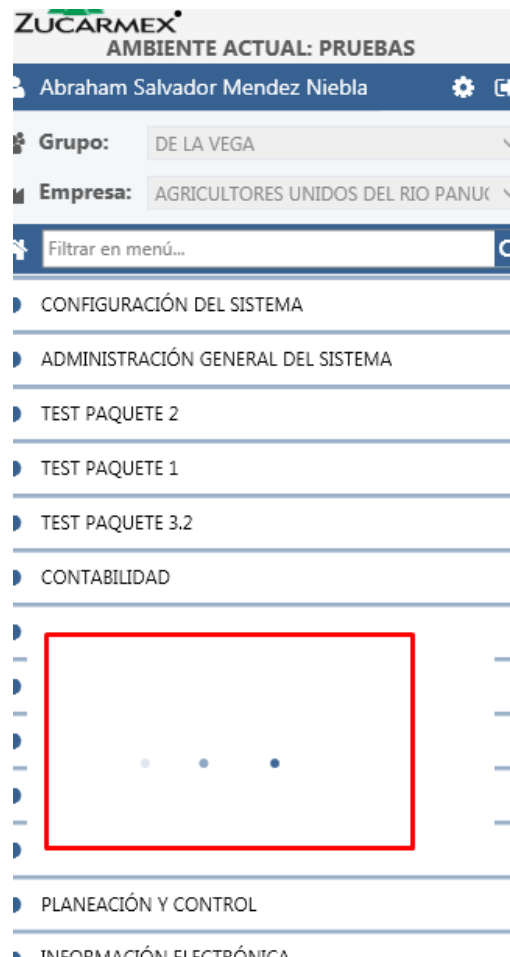 ZUCARMEX
AMBIENTE ACTUAL: PRUEBAS
Abraham Salvador Mendez Niebla
Grupo: DE LA VEGA
Empresa: AGRICULTORES UNIDOS DEL RIO PANUC
Filtrar en menú...
CONFIGURACIÓN DEL SISTEMA
ADMINISTRACIÓN GENERAL DEL SISTEMA
TEST PAQUETE 2
TEST PAQUETE 1
TEST PAQUETE 3.2
CONTABILIDAD
PLANEACIÓN Y CONTROL
INFORMACIÓN ELECTRÓNICA